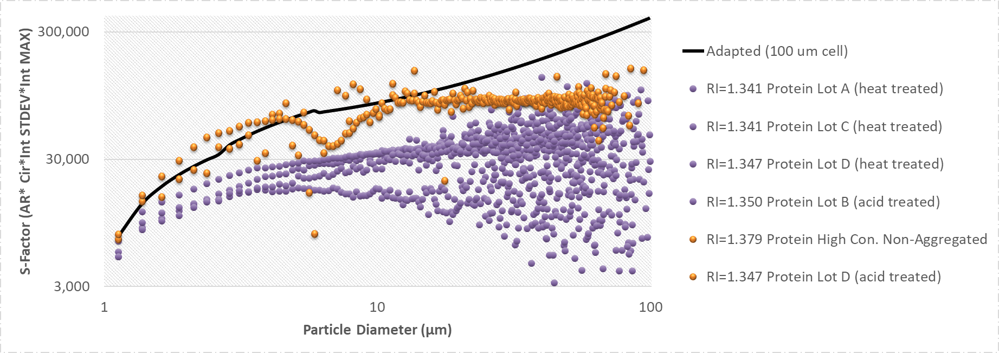 S-Factor (AR* Cir*Int STDEV*Int MAX)
300,000
30,000
3,000
1
10
100
Particle Diameter (µm)
Adapted (100 um cell)
RI=1.341 Protein Lot A (heat treated)
RI=1.341 Protein Lot C (heat treated)
RI=1.347 Protein Lot D (heat treated)
RI=1.350 Protein Lot B (acid treated)
RI=1.379 Protein High Con. Non-Aggregated
RI=1.347 Protein Lot D (acid treated)